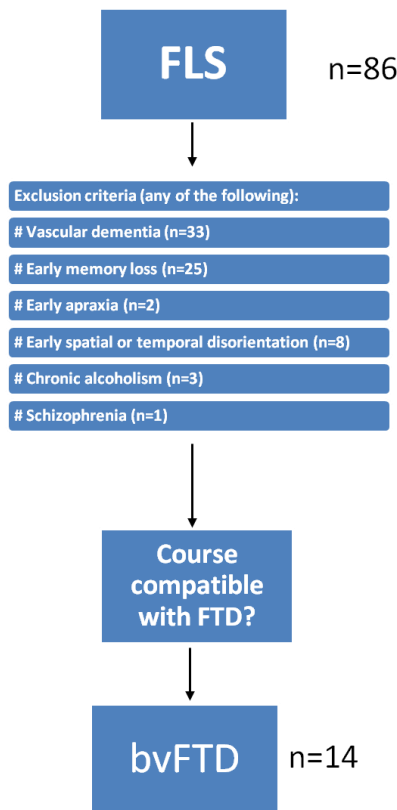 FLS
n=86
Exclusion criteria (any of the following):
# Vascular dementia (n=33)
# Early memory loss (n=25)
# Early apraxia (n=2)
# Early spatial or temporal disorientation (n=8)
# Chronic alcoholism (n=3)
# Schizophrenia (n=1)
Course
compatible
with FTD?
bvFTD
n=14